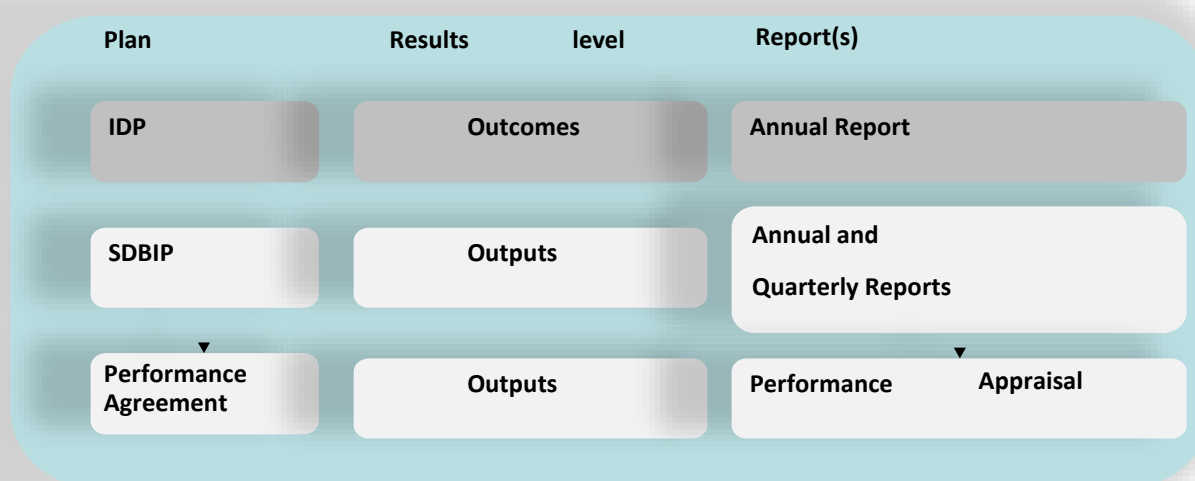 Plan Results level Report(s)
IDP Outcomes Annual Report
SDBIP Outputs Annual and
Quarterly Reports
Performance
Agreement Outputs Performance Appraisal